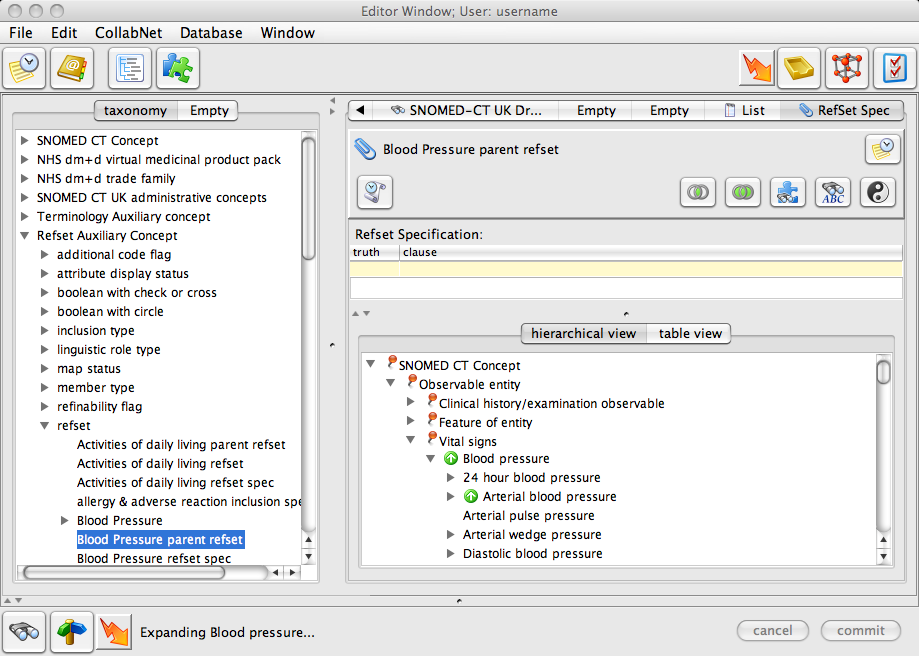 Editor Window; User: username
File Edit CollabNet Database Window
taxonomy Empty
SNOMED CT Concept
NHS dm+d virtual medicinal product pack
NHS dm+d trade family
SNOMED CT UK administrative concepts
Terminology Auxiliary concept
Refset Auxiliary Concept
additional code flag
attribute display status
boolean with check or cross
boolean with circle
inclusion type
linguistic role type
map status
member type
refinability flag
refset
Activities of daily living parent refset
Activities of daily living refset
Activities of daily living refset spec
allergy & adverse reaction inclusion spe
Blood Pressure
Blood Pressure parent refset
Blood Pressure refset spec
SNOMED-CT UK Dr... Empty Empty List RefSet Spec
Blood Pressure parent refset
ABC
Refset Specification:
truth clause
hierarchical view table view
SNOMED CT Concept
Observable entity
Clinical history/examination observable
Feature of entity
Vital signs
Blood pressure
24 hour blood pressure
Arterial blood pressure
Arterial pulse pressure
Arterial wedge pressure
Diastolic blood pressure
Expanding Blood pressure...
cancel commit